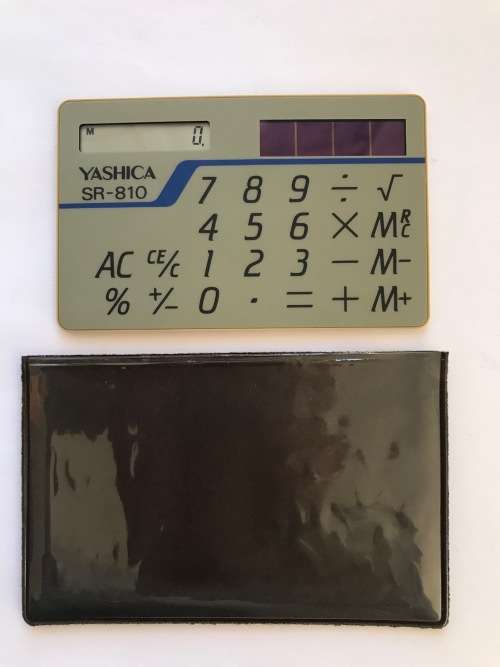 M 0.
YASHICA
SR-810
7 8 9 ÷ √
4 5 6 × MRC
AC CE/C 1 2 3 − M−
% +/− 0 · = + M+